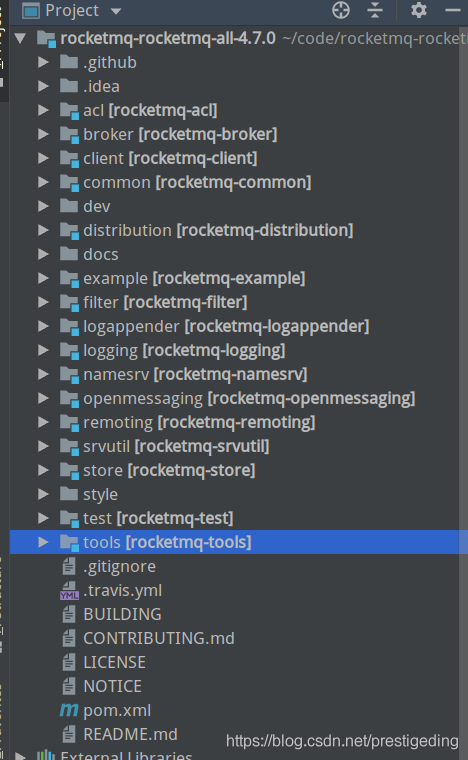 Project
rocketmq-rocketmq-all-4.7.0 ~/code/rocketmq-rocket
.github
.idea
acl [rocketmq-acl]
broker [rocketmq-broker]
client [rocketmq-client]
common [rocketmq-common]
dev
distribution [rocketmq-distribution]
docs
example [rocketmq-example]
filter [rocketmq-filter]
logappender [rocketmq-logappender]
logging [rocketmq-logging]
namesrv [rocketmq-namesrv]
openmessaging [rocketmq-openmessaging]
remoting [rocketmq-remoting]
srvutil [rocketmq-srvutil]
store [rocketmq-store]
style
test [rocketmq-test]
tools [rocketmq-tools]
.gitignore
.travis.yml
BUILDING
CONTRIBUTING.md
LICENSE
NOTICE
pom.xml
README.md
External Libraries
https://blog.csdn.net/prestigeding